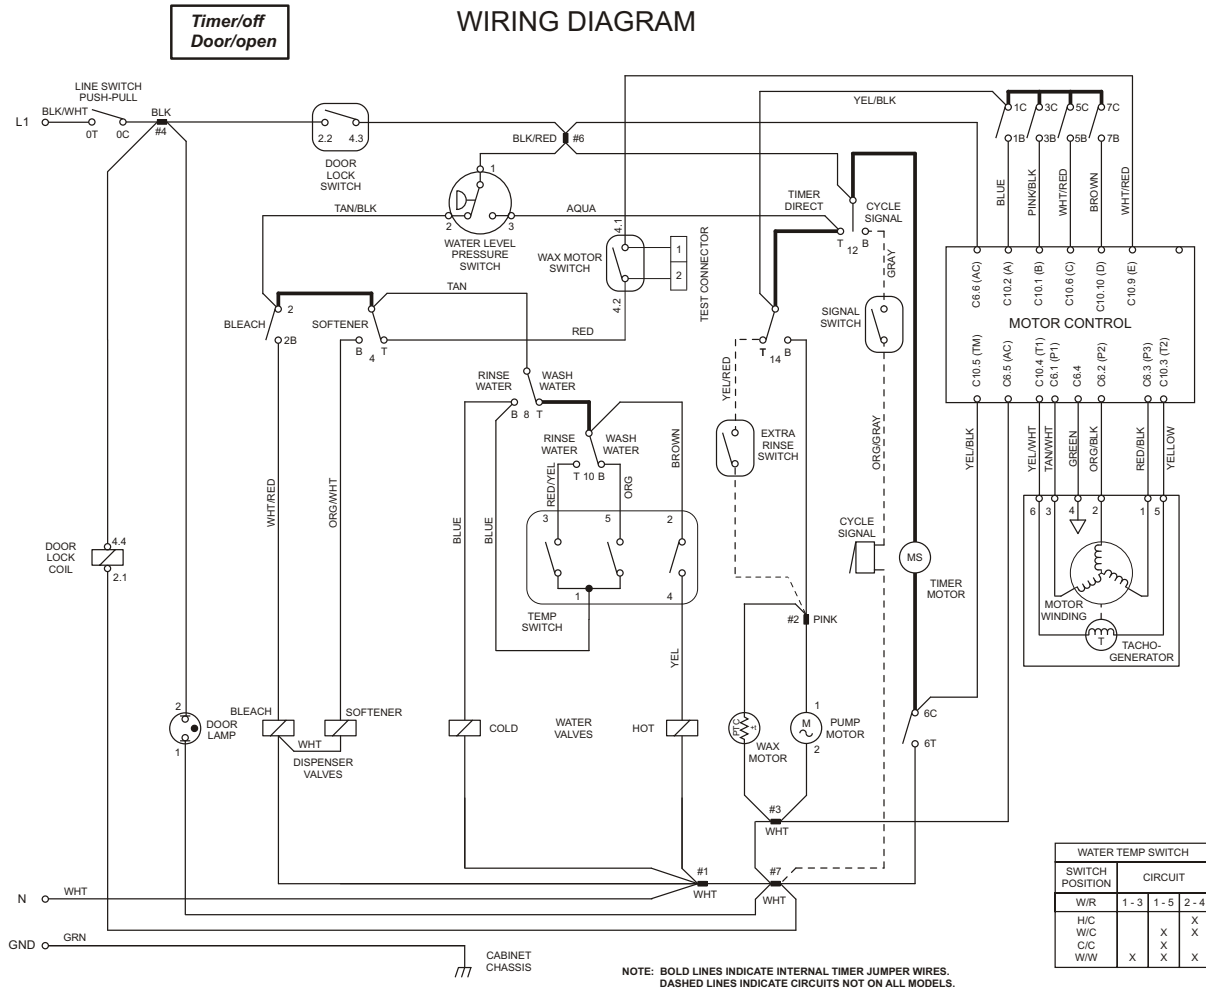 WIRING DIAGRAM
Timer/off
Door/open
LINE SWITCH
PUSH-PULL
L1
BLK/WHT
0T
0C
BLK
#4
2.2
4.3
DOOR
LOCK
SWITCH
BLK/RED
#6
YEL/BLK
1C
3C
5C
7C
1B
3B
5B
7B
BLUE
PINK/BLK
WHT/RED
BROWN
WHT/RED
TAN/BLK
1
2
3
AQUA
WATER LEVEL
PRESSURE
SWITCH
4.1
WAX MOTOR
SWITCH
4.2
1
2
TEST CONNECTOR
TIMER
DIRECT
CYCLE
SIGNAL
T
12
B
GRAY
SIGNAL
SWITCH
C6.6 (AC)
C10.2 (A)
C10.1 (B)
C10.6 (C)
C10.10 (D)
C10.9 (E)
MOTOR CONTROL
C10.5 (TM)
C6.5 (AC)
C10.4 (T1)
C6.1 (P1)
C6.4
C6.2 (P2)
C6.3 (P3)
C10.3 (T2)
TAN
RED
BLEACH
2
2B
SOFTENER
B
4
T
RINSE
WATER
WASH
WATER
B 8 T
RINSE
WATER
WASH
WATER
T 10 B
T
14
B
YEL/RED
EXTRA
RINSE
SWITCH
ORG/GRAY
YEL/BLK
YEL/WHT
TAN/WHT
GREEN
ORG/BLK
RED/BLK
YELLOW
WHT/RED
ORG/WHT
BLUE
BLUE
RED/YEL
ORG
BROWN
3
5
2
1
4
TEMP
SWITCH
YEL
DOOR
LOCK
COIL
4.4
2.1
CYCLE
SIGNAL
MS
TIMER
MOTOR
6
3
4
2
1
5
MOTOR
WINDING
T
TACHO-
GENERATOR
#2
PINK
2
DOOR
LAMP
1
BLEACH
SOFTENER
WHT
DISPENSER
VALVES
COLD
WATER
VALVES
HOT
PTC
±
WAX
MOTOR
1
M
2
PUMP
MOTOR
6C
6T
#3
WHT
#1
WHT
#7
WHT
N
WHT
GND
GRN
CABINET
CHASSIS
WATER TEMP SWITCH
SWITCH
POSITION
CIRCUIT
W/R 1 - 3 1 - 5 2 - 4
H/C X
W/C X X
C/C X
W/W X X X
NOTE: BOLD LINES INDICATE INTERNAL TIMER JUMPER WIRES.
DASHED LINES INDICATE CIRCUITS NOT ON ALL MODELS.